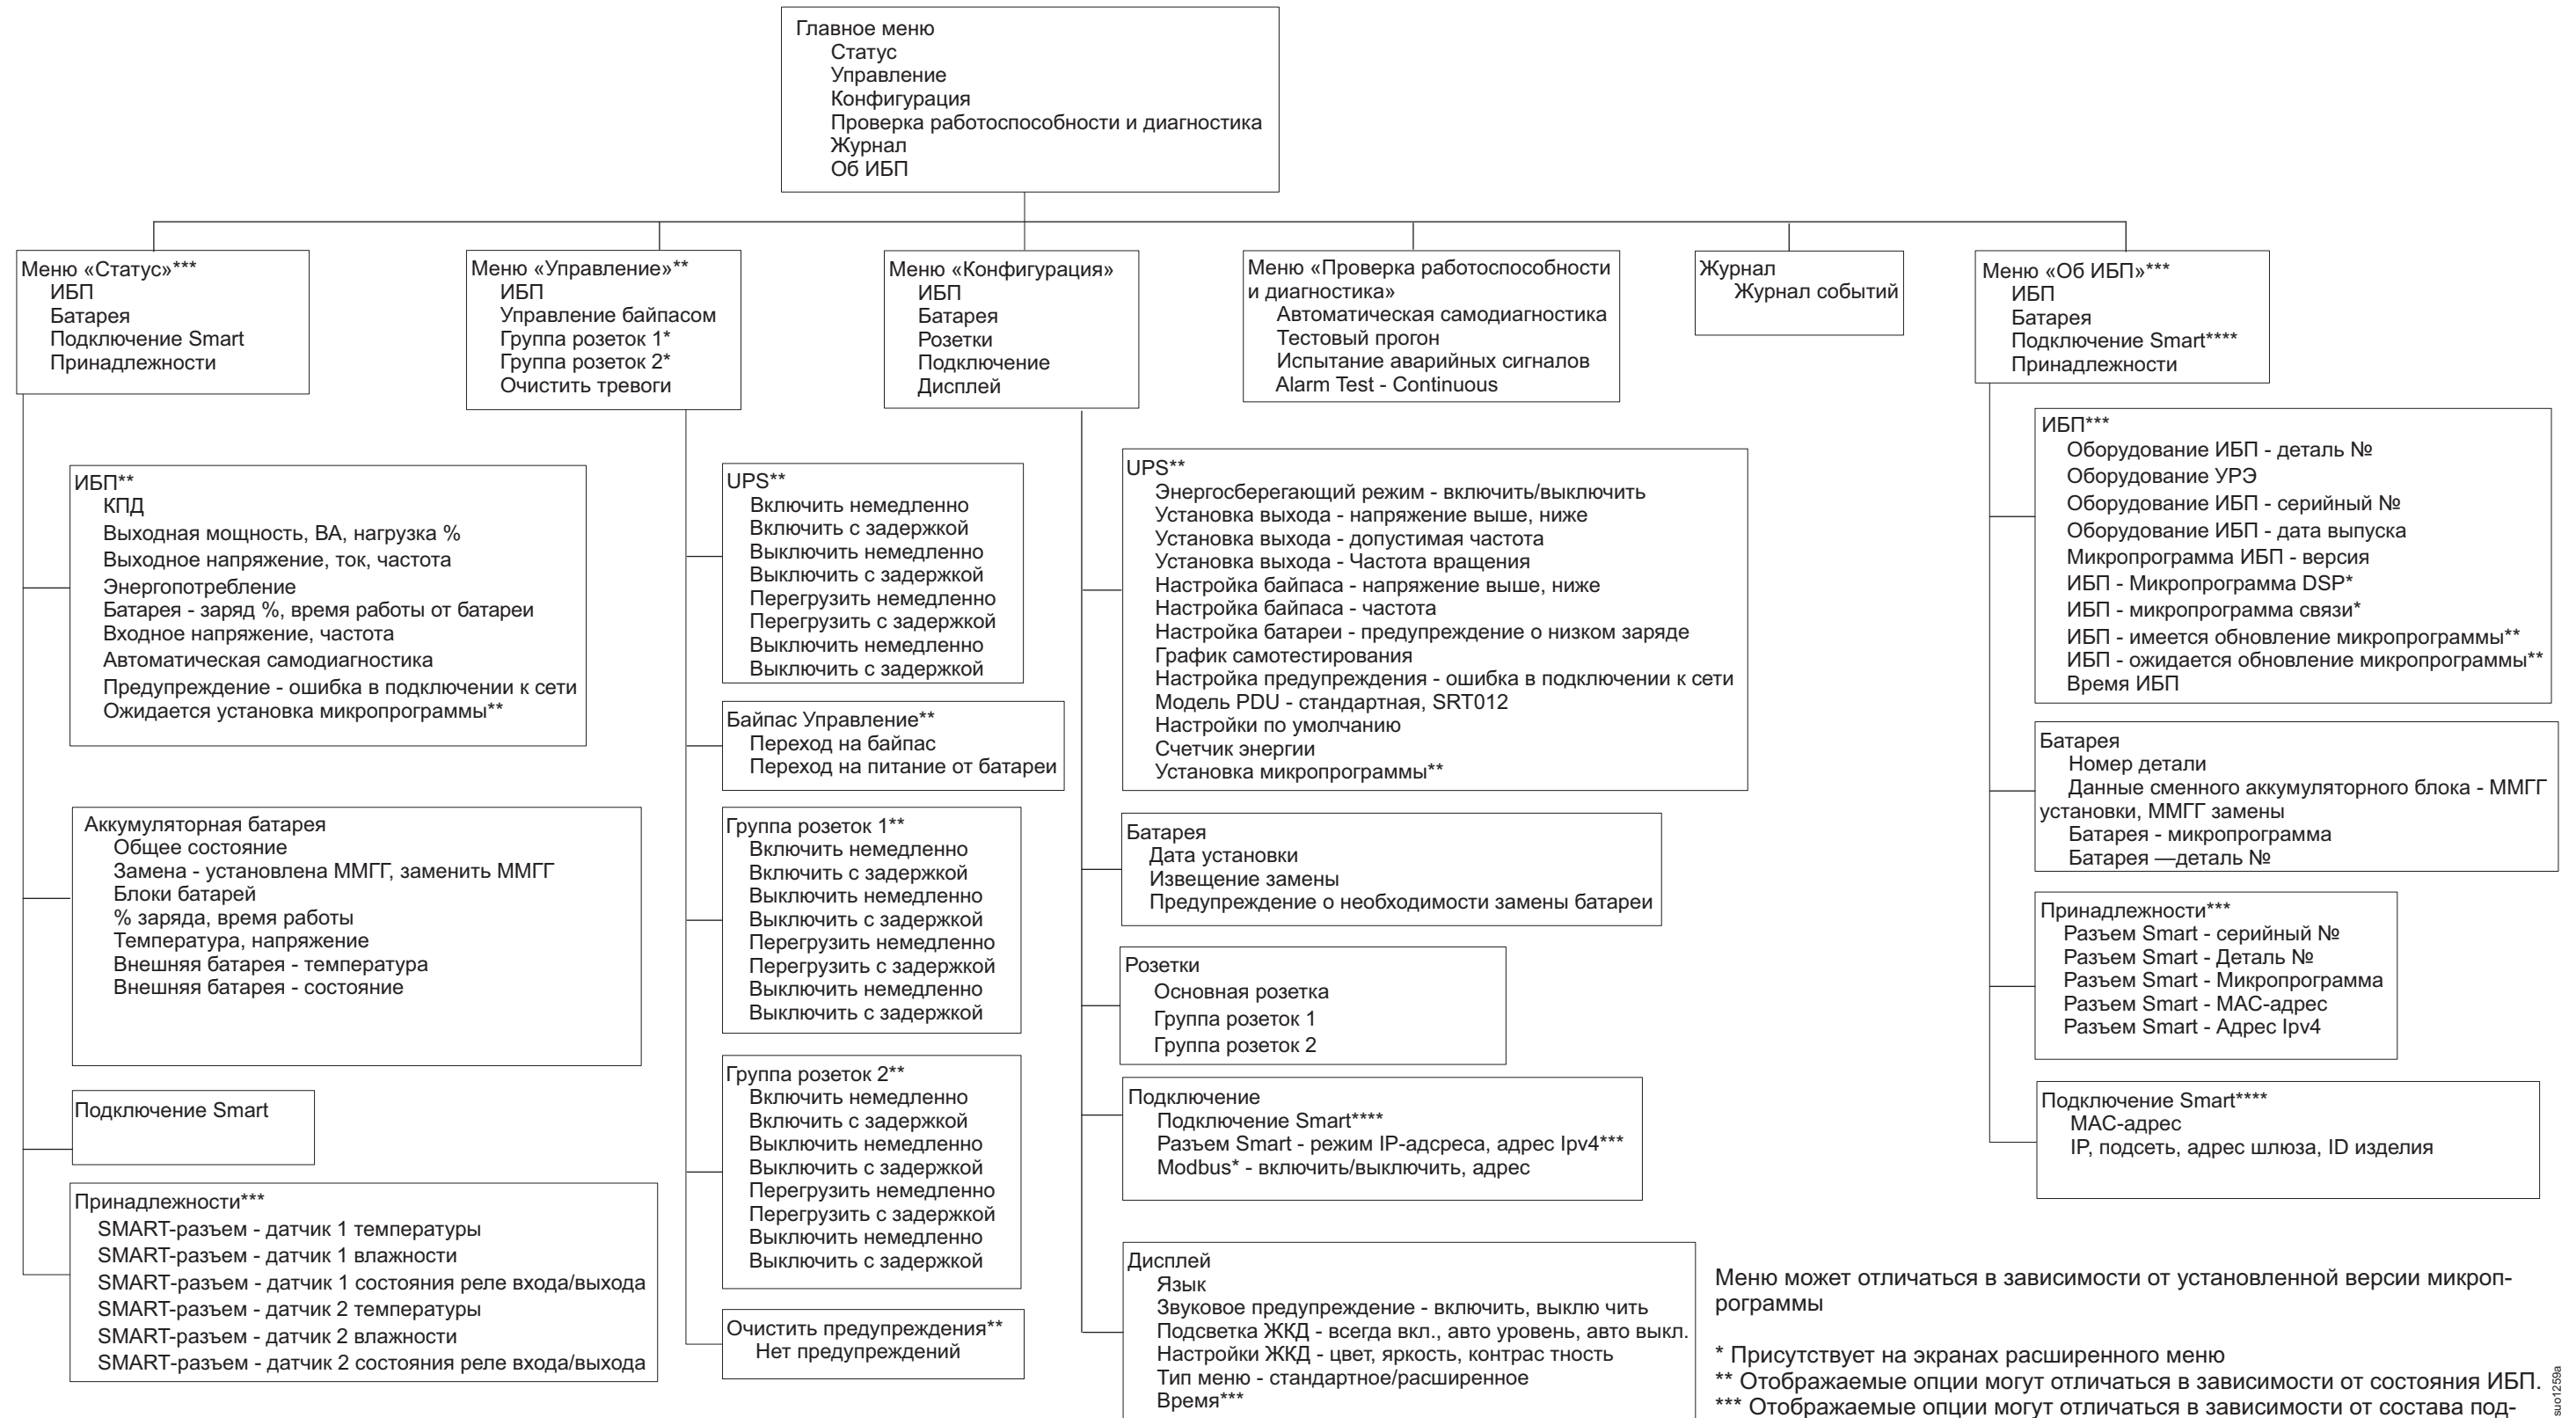 Главное меню
Статус
Управление
Конфигурация
Проверка работоспособности и диагностика
Журнал
Об ИБП
Меню «Статус»***
ИБП
Батарея
Подключение Smart
Принадлежности
Меню «Управление»**
ИБП
Управление байпасом
Группа розеток 1*
Группа розеток 2*
Очистить тревоги
Меню «Конфигурация»
ИБП
Батарея
Розетки
Подключение
Дисплей
Меню «Проверка работоспособности
и диагностика»
Автоматическая самодиагностика
Тестовый прогон
Испытание аварийных сигналов
Alarm Test - Continuous
Журнал
Журнал событий
Меню «Об ИБП»***
ИБП
Батарея
Подключение Smart****
Принадлежности
ИБП**
КПД
Выходная мощность, ВА, нагрузка %
Выходное напряжение, ток, частота
Энергопотребление
Батарея - заряд %, время работы от батареи
Входное напряжение, частота
Автоматическая самодиагностика
Предупреждение - ошибка в подключении к сети
Ожидается установка микропрограммы**
Аккумуляторная батарея
Общее состояние
Замена - установлена ММГГ, заменить ММГГ
Блоки батарей
% заряда, время работы
Температура, напряжение
Внешняя батарея - температура
Внешняя батарея - состояние
Подключение Smart
Принадлежности***
SMART-разъем - датчик 1 температуры
SMART-разъем - датчик 1 влажности
SMART-разъем - датчик 1 состояния реле входа/выхода
SMART-разъем - датчик 2 температуры
SMART-разъем - датчик 2 влажности
SMART-разъем - датчик 2 состояния реле входа/выхода
UPS**
Включить немедленно
Включить с задержкой
Выключить немедленно
Выключить с задержкой
Перегрузить немедленно
Перегрузить с задержкой
Выключить немедленно
Выключить с задержкой
Байпас Управление**
Переход на байпас
Переход на питание от батареи
Группа розеток 1**
Включить немедленно
Включить с задержкой
Выключить немедленно
Выключить с задержкой
Перегрузить немедленно
Перегрузить с задержкой
Выключить немедленно
Выключить с задержкой
Группа розеток 2**
Включить немедленно
Включить с задержкой
Выключить немедленно
Выключить с задержкой
Перегрузить немедленно
Перегрузить с задержкой
Выключить немедленно
Выключить с задержкой
Очистить предупреждения**
Нет предупреждений
UPS**
Энергосберегающий режим - включить/выключить
Установка выхода - напряжение выше, ниже
Установка выхода - допустимая частота
Установка выхода - Частота вращения
Настройка байпаса - напряжение выше, ниже
Настройка байпаса - частота
Настройка батареи - предупреждение о низком заряде
График самотестирования
Настройка предупреждения - ошибка в подключении к сети
Модель PDU - стандартная, SRT012
Настройки по умолчанию
Счетчик энергии
Установка микропрограммы**
Батарея
Дата установки
Извещение замены
Предупреждение о необходимости замены батареи
Розетки
Основная розетка
Группа розеток 1
Группа розеток 2
Подключение
Подключение Smart****
Разъем Smart - режим IP-адсреса, адрес Ipv4***
Modbus* - включить/выключить, адрес
Дисплей
Язык
Звуковое предупреждение - включить, выклю чить
Подсветка ЖКД - всегда вкл., авто уровень, авто выкл.
Настройки ЖКД - цвет, яркость, контрас тность
Тип меню - стандартное/расширенное
Время***
ИБП***
Оборудование ИБП - деталь №
Оборудование УРЭ
Оборудование ИБП - серийный №
Оборудование ИБП - дата выпуска
Микропрограмма ИБП - версия
ИБП - Микропрограмма DSP*
ИБП - микропрограмма связи*
ИБП - имеется обновление микропрограммы**
ИБП - ожидается обновление микропрограммы**
Время ИБП
Батарея
Номер детали
Данные сменного аккумуляторного блока - ММГГ
установки, ММГГ замены
Батарея - микропрограмма
Батарея —деталь №
Принадлежности***
Разъем Smart - серийный №
Разъем Smart - Деталь №
Разъем Smart - Микропрограмма
Разъем Smart - MAC-адрес
Разъем Smart - Адрес Ipv4
Подключение Smart****
MAC-адрес
IP, подсеть, адрес шлюза, ID изделия
Меню может отличаться в зависимости от установленной версии микроп-
рограммы
* Присутствует на экранах расширенного меню
** Отображаемые опции могут отличаться в зависимости от состояния ИБП.
*** Отображаемые опции могут отличаться в зависимости от состава под-
suo1259a